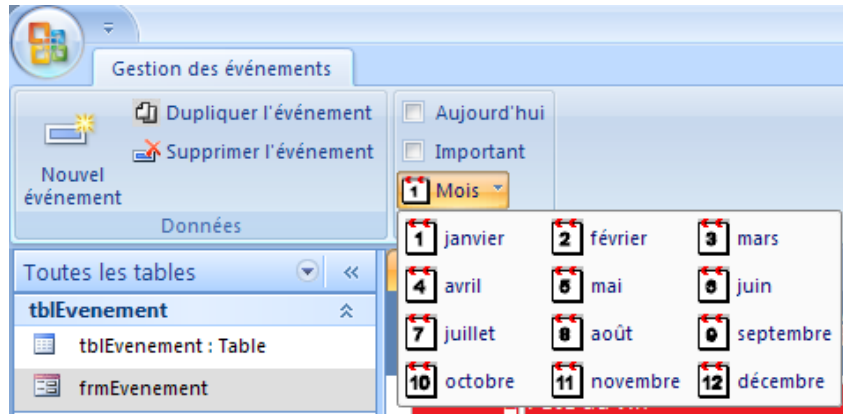 Gestion des événements
Dupliquer l'événement
Supprimer l'événement
Nouvel
événement
Données
Aujourd'hui
Important
1 Mois
1 janvier 2 février 3 mars
4 avril 5 mai 6 juin
7 juillet 8 août 9 septembre
10 octobre 11 novembre 12 décembre
Toutes les tables
tblEvenement
tblEvenement : Table
frmEvenement